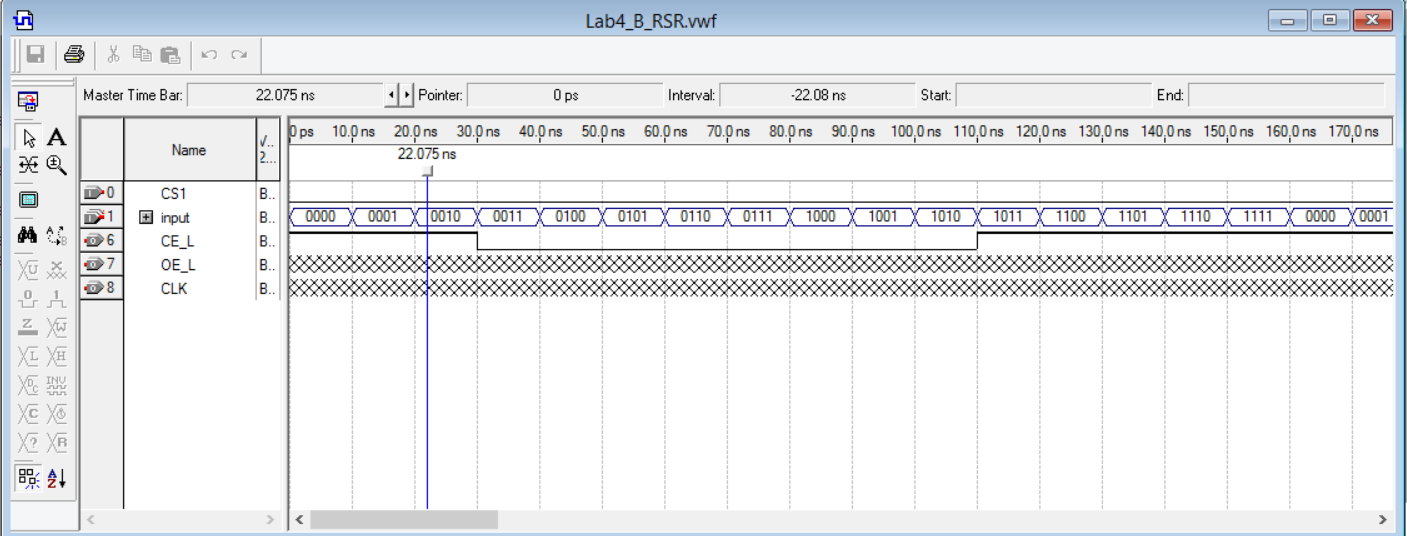 Lab4_B_RSR.vwf
Master Time Bar: 22.075 ns Pointer: 0 ps Interval: -22.08 ns Start: End:
A
Name
0 ps 10.0 ns 20.0 ns 30.0 ns 40.0 ns 50.0 ns 60.0 ns 70.0 ns 80.0 ns 90.0 ns 100.0 ns 110.0 ns 120.0 ns 130.0 ns 140.0 ns 150.0 ns 160.0 ns 170.0 ns
2...
22.075 ns
0 CS1 B..
1 input B.. 0000 0001 0010 0011 0100 0101 0110 0111 1000 1001 1010 1011 1100 1101 1110 1111 0000 0001
6 CE_L B..
7 OE_L B..
8 CLK B..